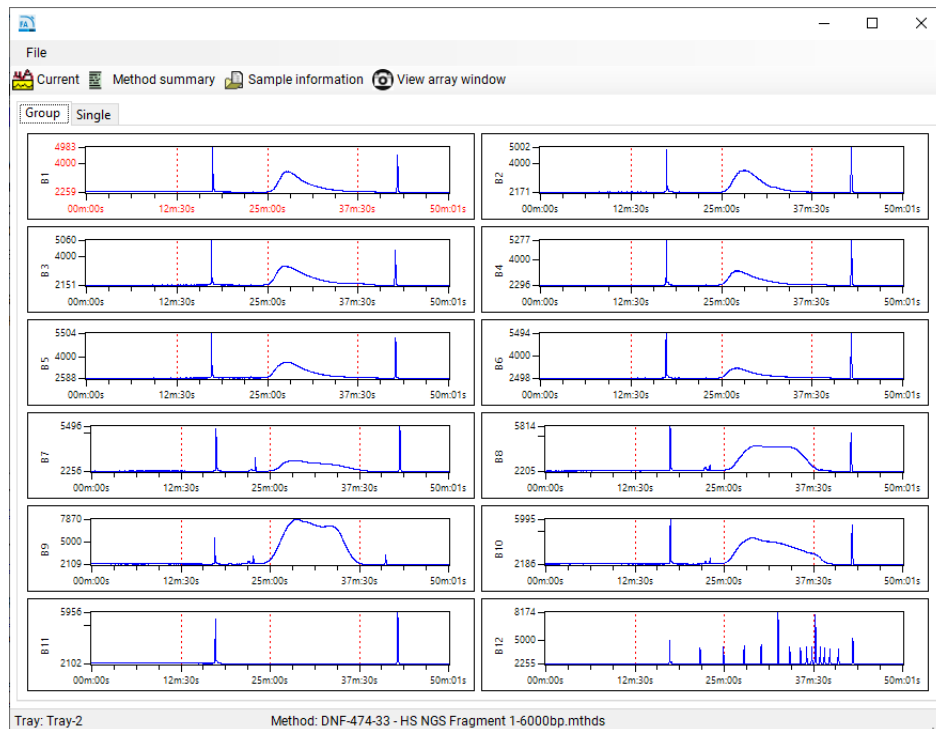 FA
File
Current Method summary Sample information View array window
Group Single
B1
4983
4000
2259
00m:00s 12m:30s 25m:00s 37m:30s 50m:01s
B2
5002
4000
2171
00m:00s 12m:30s 25m:00s 37m:30s 50m:01s
B3
5060
4000
2151
00m:00s 12m:30s 25m:00s 37m:30s 50m:01s
B4
5277
4000
2296
00m:00s 12m:30s 25m:00s 37m:30s 50m:01s
B5
5504
4000
2588
00m:00s 12m:30s 25m:00s 37m:30s 50m:01s
B6
5494
4000
2498
00m:00s 12m:30s 25m:00s 37m:30s 50m:01s
B7
5496
2256
00m:00s 12m:30s 25m:00s 37m:30s 50m:01s
B8
5814
2205
00m:00s 12m:30s 25m:00s 37m:30s 50m:01s
B9
7870
5000
2109
00m:00s 12m:30s 25m:00s 37m:30s 50m:01s
B10
5995
2186
00m:00s 12m:30s 25m:00s 37m:30s 50m:01s
B11
5956
2102
00m:00s 12m:30s 25m:00s 37m:30s 50m:01s
B12
8174
5000
2255
00m:00s 12m:30s 25m:00s 37m:30s 50m:01s
Tray: Tray-2 Method: DNF-474-33 - HS NGS Fragment 1-6000bp.mthds